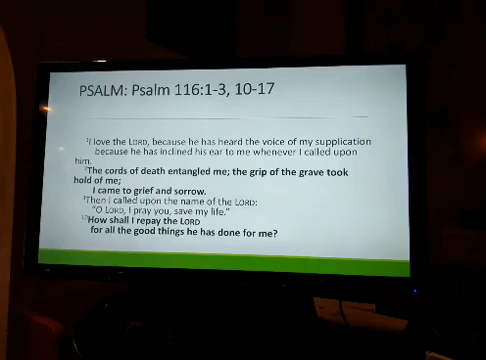 PSALM: Psalm 116:1-3, 10-17
¹I love the LORD, because he has heard the voice of my supplication
because he has inclined his ear to me whenever I called upon
him.
²The cords of death entangled me; the grip of the grave took
hold of me;
I came to grief and sorrow.
³Then I called upon the name of the LORD:
“O LORD, I pray you, save my life.”
¹⁰How shall I repay the LORD
for all the good things he has done for me?